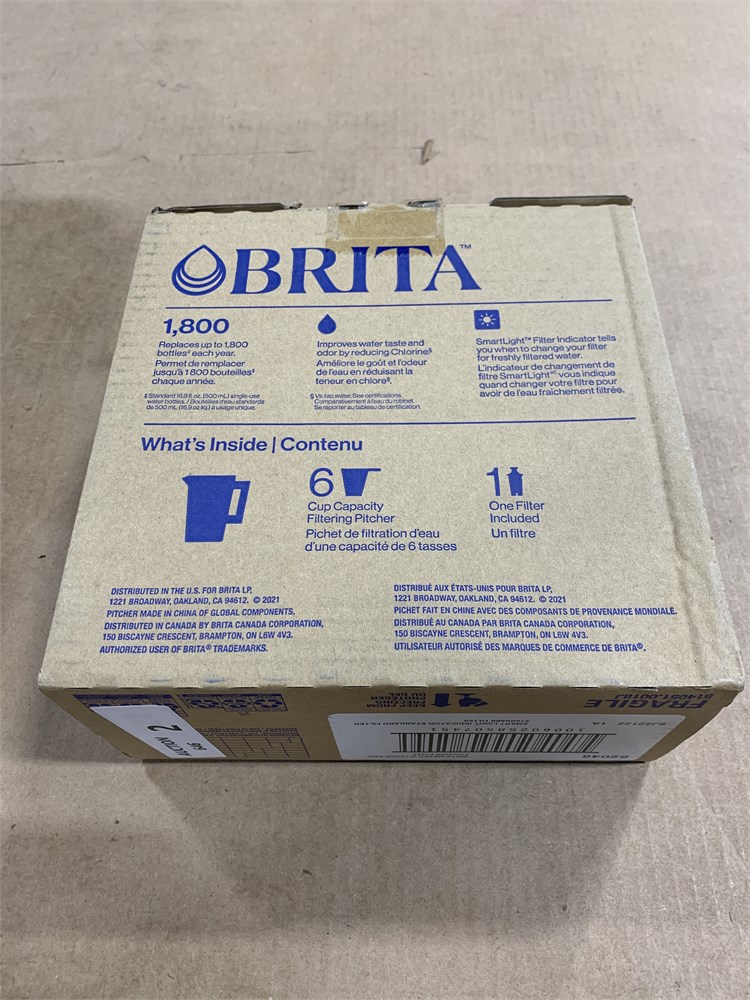 BRITA™
1,800
Replaces up to 1,800
bottles‡ each year.
Permet de remplacer
jusqu'à 1 800 bouteilles‡
chaque année.
‡ Standard 16.9 fl. oz. (500 mL) single-use
water bottles. / Bouteilles d'eau standards
de 500 mL (16,9 oz liq.) à usage unique.
Improves water taste and
odor by reducing Chlorine§
Améliore le goût et l'odeur
de l'eau en réduisant la
teneur en chlore§.
§ Vs. tap water. See certifications.
Comparativement à l'eau du robinet.
Se reporter au tableau de certification.
SmartLight™ Filter Indicator tells
you when to change your filter
for freshly filtered water.
L'indicateur de changement de
filtre SmartLightMC vous indique
quand changer votre filtre pour
avoir de l'eau fraîchement filtrée.
What's Inside | Contenu
6
Cup Capacity
Filtering Pitcher
Pichet de filtration d'eau
d'une capacité de 6 tasses
1
One Filter
Included
Un filtre
DISTRIBUTED IN THE U.S. FOR BRITA LP,
1221 BROADWAY, OAKLAND, CA 94612. © 2021
PITCHER MADE IN CHINA OF GLOBAL COMPONENTS.
DISTRIBUTED IN CANADA BY BRITA CANADA CORPORATION,
150 BISCAYNE CRESCENT, BRAMPTON, ON L6W 4V3.
AUTHORIZED USER OF BRITA® TRADEMARKS.
DISTRIBUÉ AUX ÉTATS-UNIS POUR BRITA LP,
1221 BROADWAY, OAKLAND, CA 94612. © 2021
PICHET FAIT EN CHINE AVEC DES COMPOSANTS DE PROVENANCE MONDIALE.
DISTRIBUÉ AU CANADA PAR BRITA CANADA CORPORATION,
150 BISCAYNE CRESCENT, BRAMPTON, ON L6W 4V3.
UTILISATEUR AUTORISÉ DES MARQUES DE COMMERCE DE BRITA®.
FRAGILE
514051.0018J
PROTÉGER
DU GEL
AUCTION
2
10060258507451